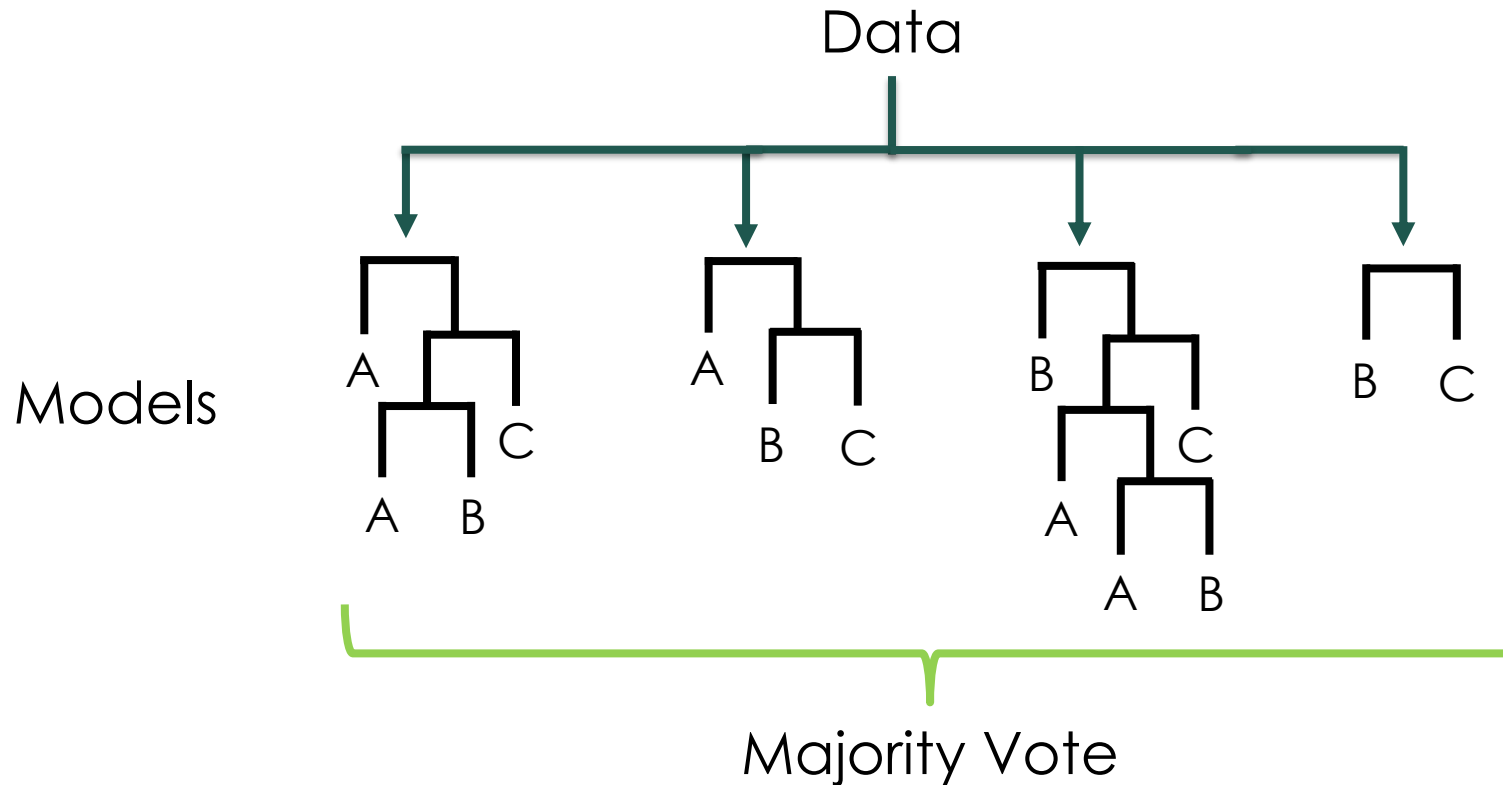 Data
Models
A
A B
C
A
B C
B
C
A
A B
B C
Majority Vote